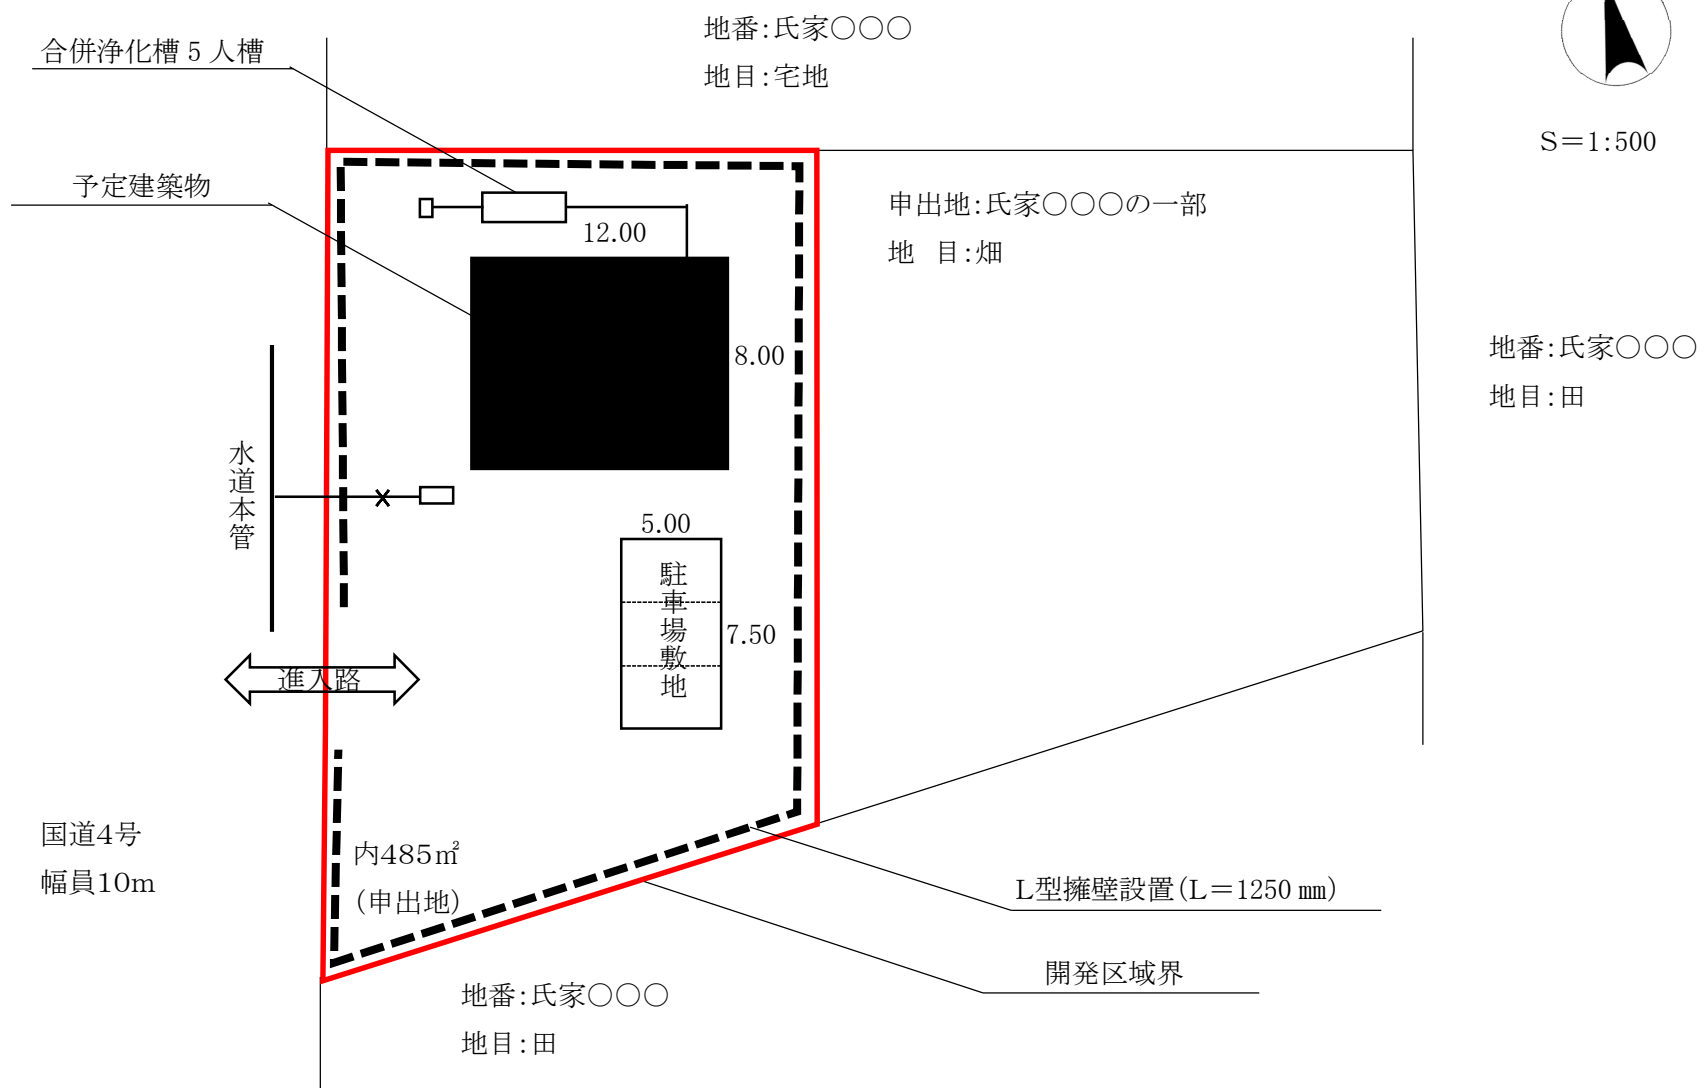 地番:氏家○○○
地目:宅地
合併浄化槽5人槽
S=1:500
予定建築物
申出地:氏家○○○の一部
地 目:畑
12.00
8.00
地番:氏家○○○
地目:田
水道本管
5.00
駐車場敷地
7.50
進入路
国道4号
幅員10m
内485㎡
(申出地)
L型擁壁設置(L=1250㎜)
開発区域界
地番:氏家○○○
地目:田